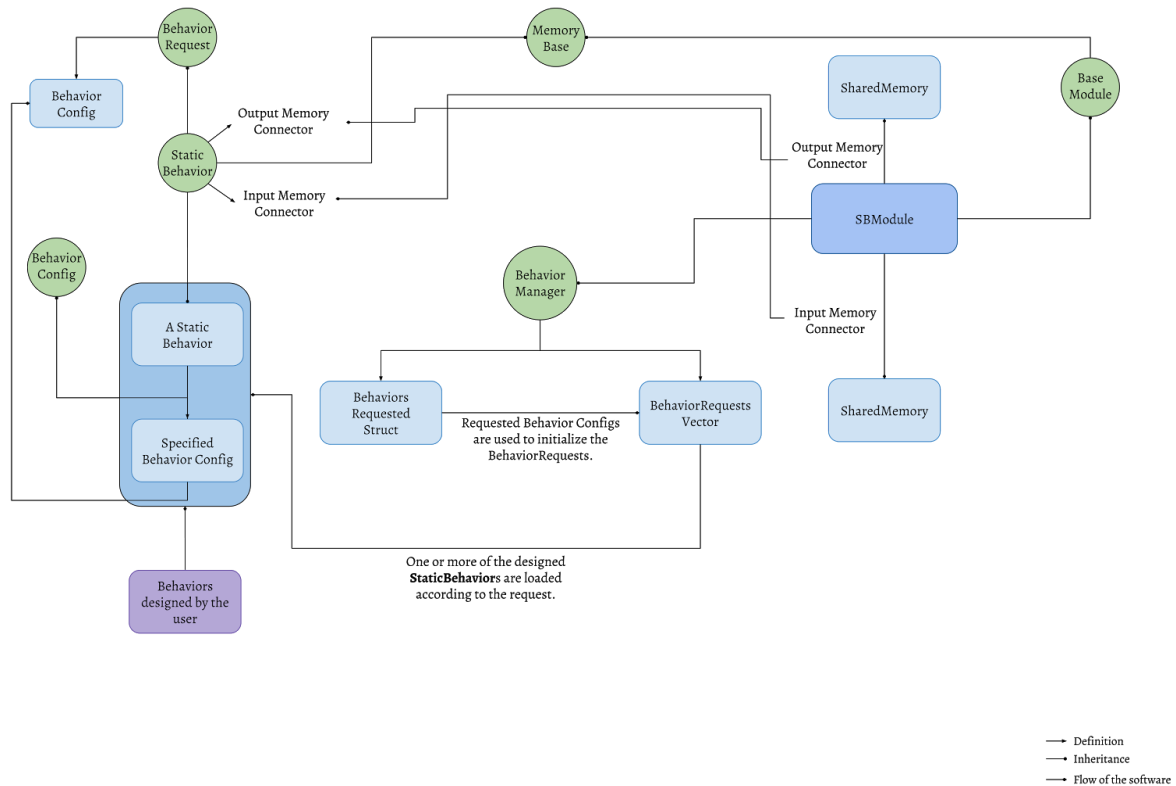 Behavior
Request
Memory
Base
Base
Module
Behavior
Config
SharedMemory
Output Memory
Connector
Static
Behavior
Output Memory
Connector
Input Memory
Connector
SBModule
Behavior
Config
Behavior
Manager
A Static
Behavior
Input Memory
Connector
Behaviors
Requested
Struct
BehaviorRequests
Vector
SharedMemory
Requested Behavior Configs
are used to initialize the
BehaviorRequests.
Specified
Behavior Config
One or more of the designed
StaticBehaviors are loaded
according to the request.
Behaviors
designed by the
user
Definition
Inheritance
Flow of the software